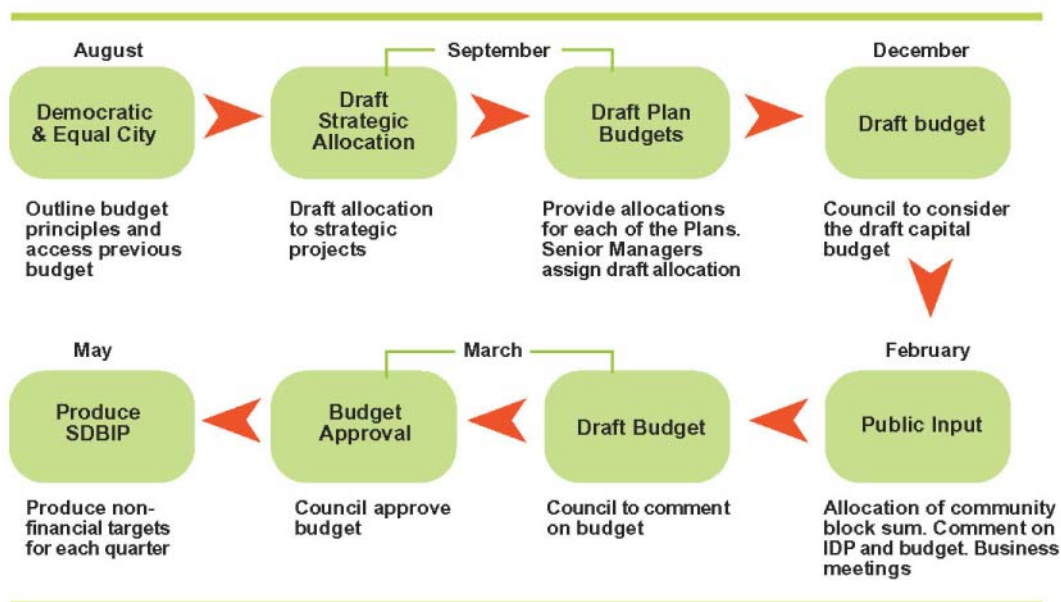 August
September
December
Democratic
& Equal City
Draft
Strategic
Allocation
Draft Plan
Budgets
Draft budget
Outline budget
principles and
access previous
budget
Draft allocation
to strategic
projects
Provide allocations
for each of the Plans.
Senior Managers
assign draft allocation
Council to consider
the draft capital
budget
May
March
February
Produce
SDBIP
Budget
Approval
Draft Budget
Public Input
Produce non-
financial targets
for each quarter
Council approve
budget
Council to comment
on budget
Allocation of community
block sum. Comment on
IDP and budget. Business
meetings